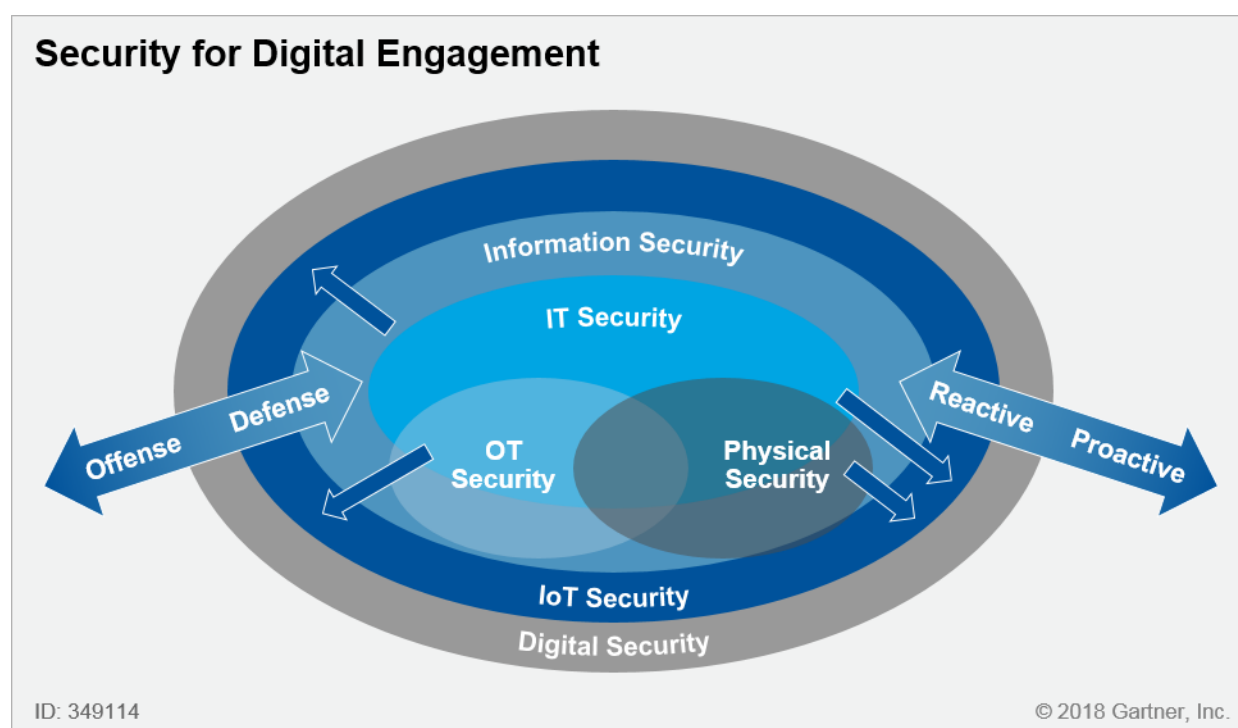 Security for Digital Engagement
Information Security
IT Security
Offense Defense
Reactive Proactive
OT
Security
Physical
Security
IoT Security
Digital Security
ID: 349114
© 2018 Gartner, Inc.